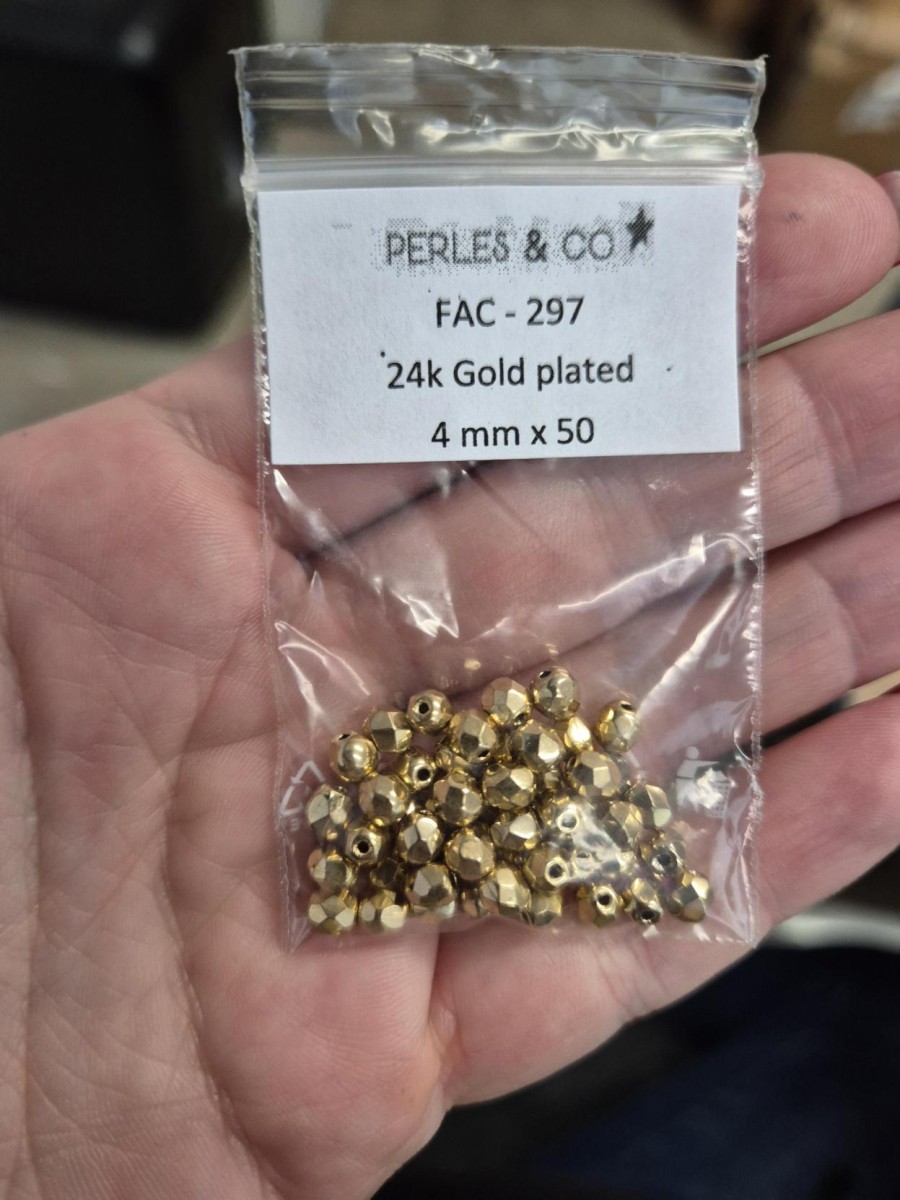 PERLES & CO
FAC - 297
24k Gold plated
4 mm x 50